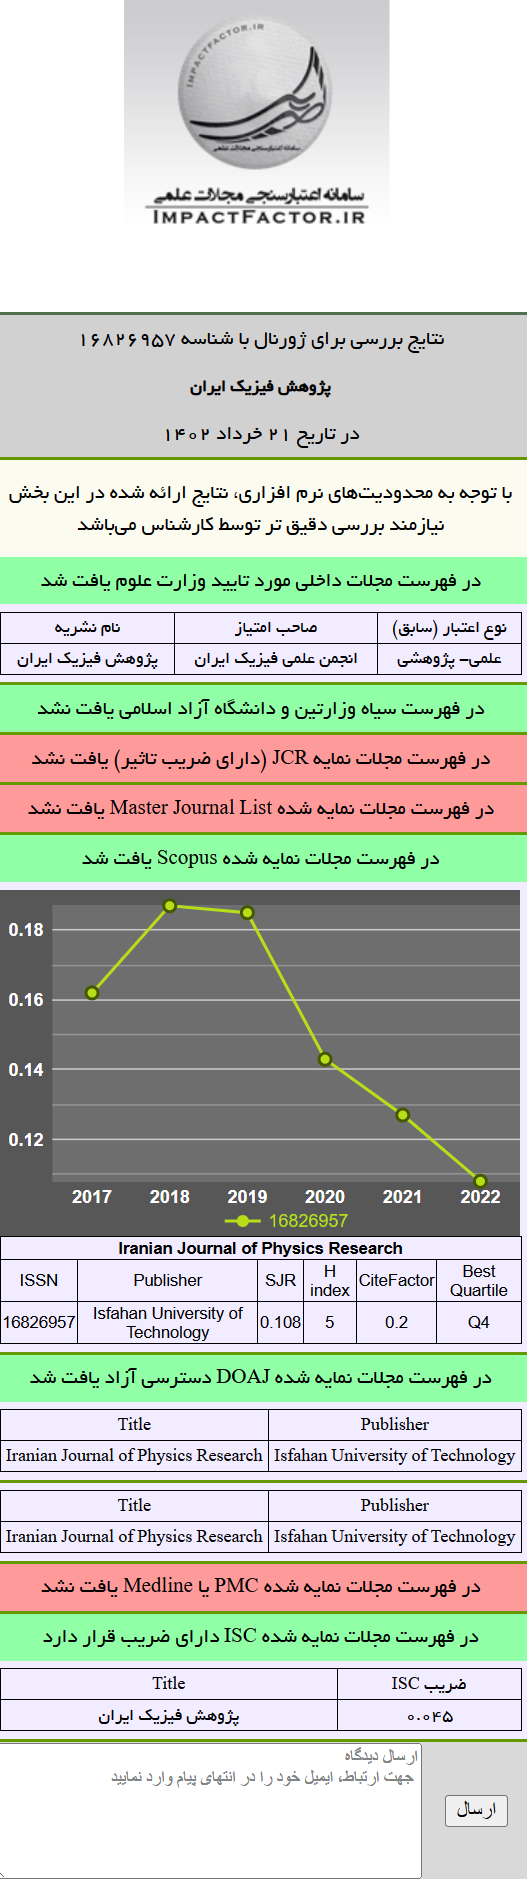 IMPACTFACTOR.IR
سامانه اعتبارسنجی مجلات علمی
سامانه اعتبارسنجی مجلات علمی
IMPACTFACTOR.IR
نتایج بررسی برای ژورنال با شناسه ۱۶۸۲۶۹۵۷
پژوهش فیزیک ایران
در تاریخ ۲۱ خرداد ۱۴۰۲
با توجه به محدودیت‌های نرم افزاری، نتایج ارائه شده در این بخش
نیازمند بررسی دقیق تر توسط کارشناس می‌باشد
در فهرست مجلات داخلی مورد تایید وزارت علوم یافت شد
نوع اعتبار (سابق) صاحب امتیاز نام نشریه
علمی- پژوهشی انجمن علمی فیزیک ایران پژوهش فیزیک ایران
در فهرست سیاه وزارتین و دانشگاه آزاد اسلامی یافت نشد
در فهرست مجلات نمایه JCR (دارای ضریب تاثیر) یافت نشد
در فهرست مجلات نمایه شده Master Journal List یافت نشد
در فهرست مجلات نمایه شده Scopus یافت شد
0.18
0.16
0.14
0.12
2017 2018 2019 2020 2021 2022
16826957
Iranian Journal of Physics Research
ISSN Publisher SJR H index CiteFactor Best Quartile
16826957 Isfahan University of Technology 0.108 5 0.2 Q4
در فهرست مجلات نمایه شده DOAJ دسترسی آزاد یافت شد
Title Publisher
Iranian Journal of Physics Research Isfahan University of Technology
Title Publisher
Iranian Journal of Physics Research Isfahan University of Technology
در فهرست مجلات نمایه شده PMC یا Medline یافت نشد
در فهرست مجلات نمایه شده ISC دارای ضریب قرار دارد
Title ضریب ISC
پژوهش فیزیک ایران ۰.۰۴۵
ارسال دیدگاه
جهت ارتباط، ایمیل خود را در انتهای پیام وارد نمایید
ارسال